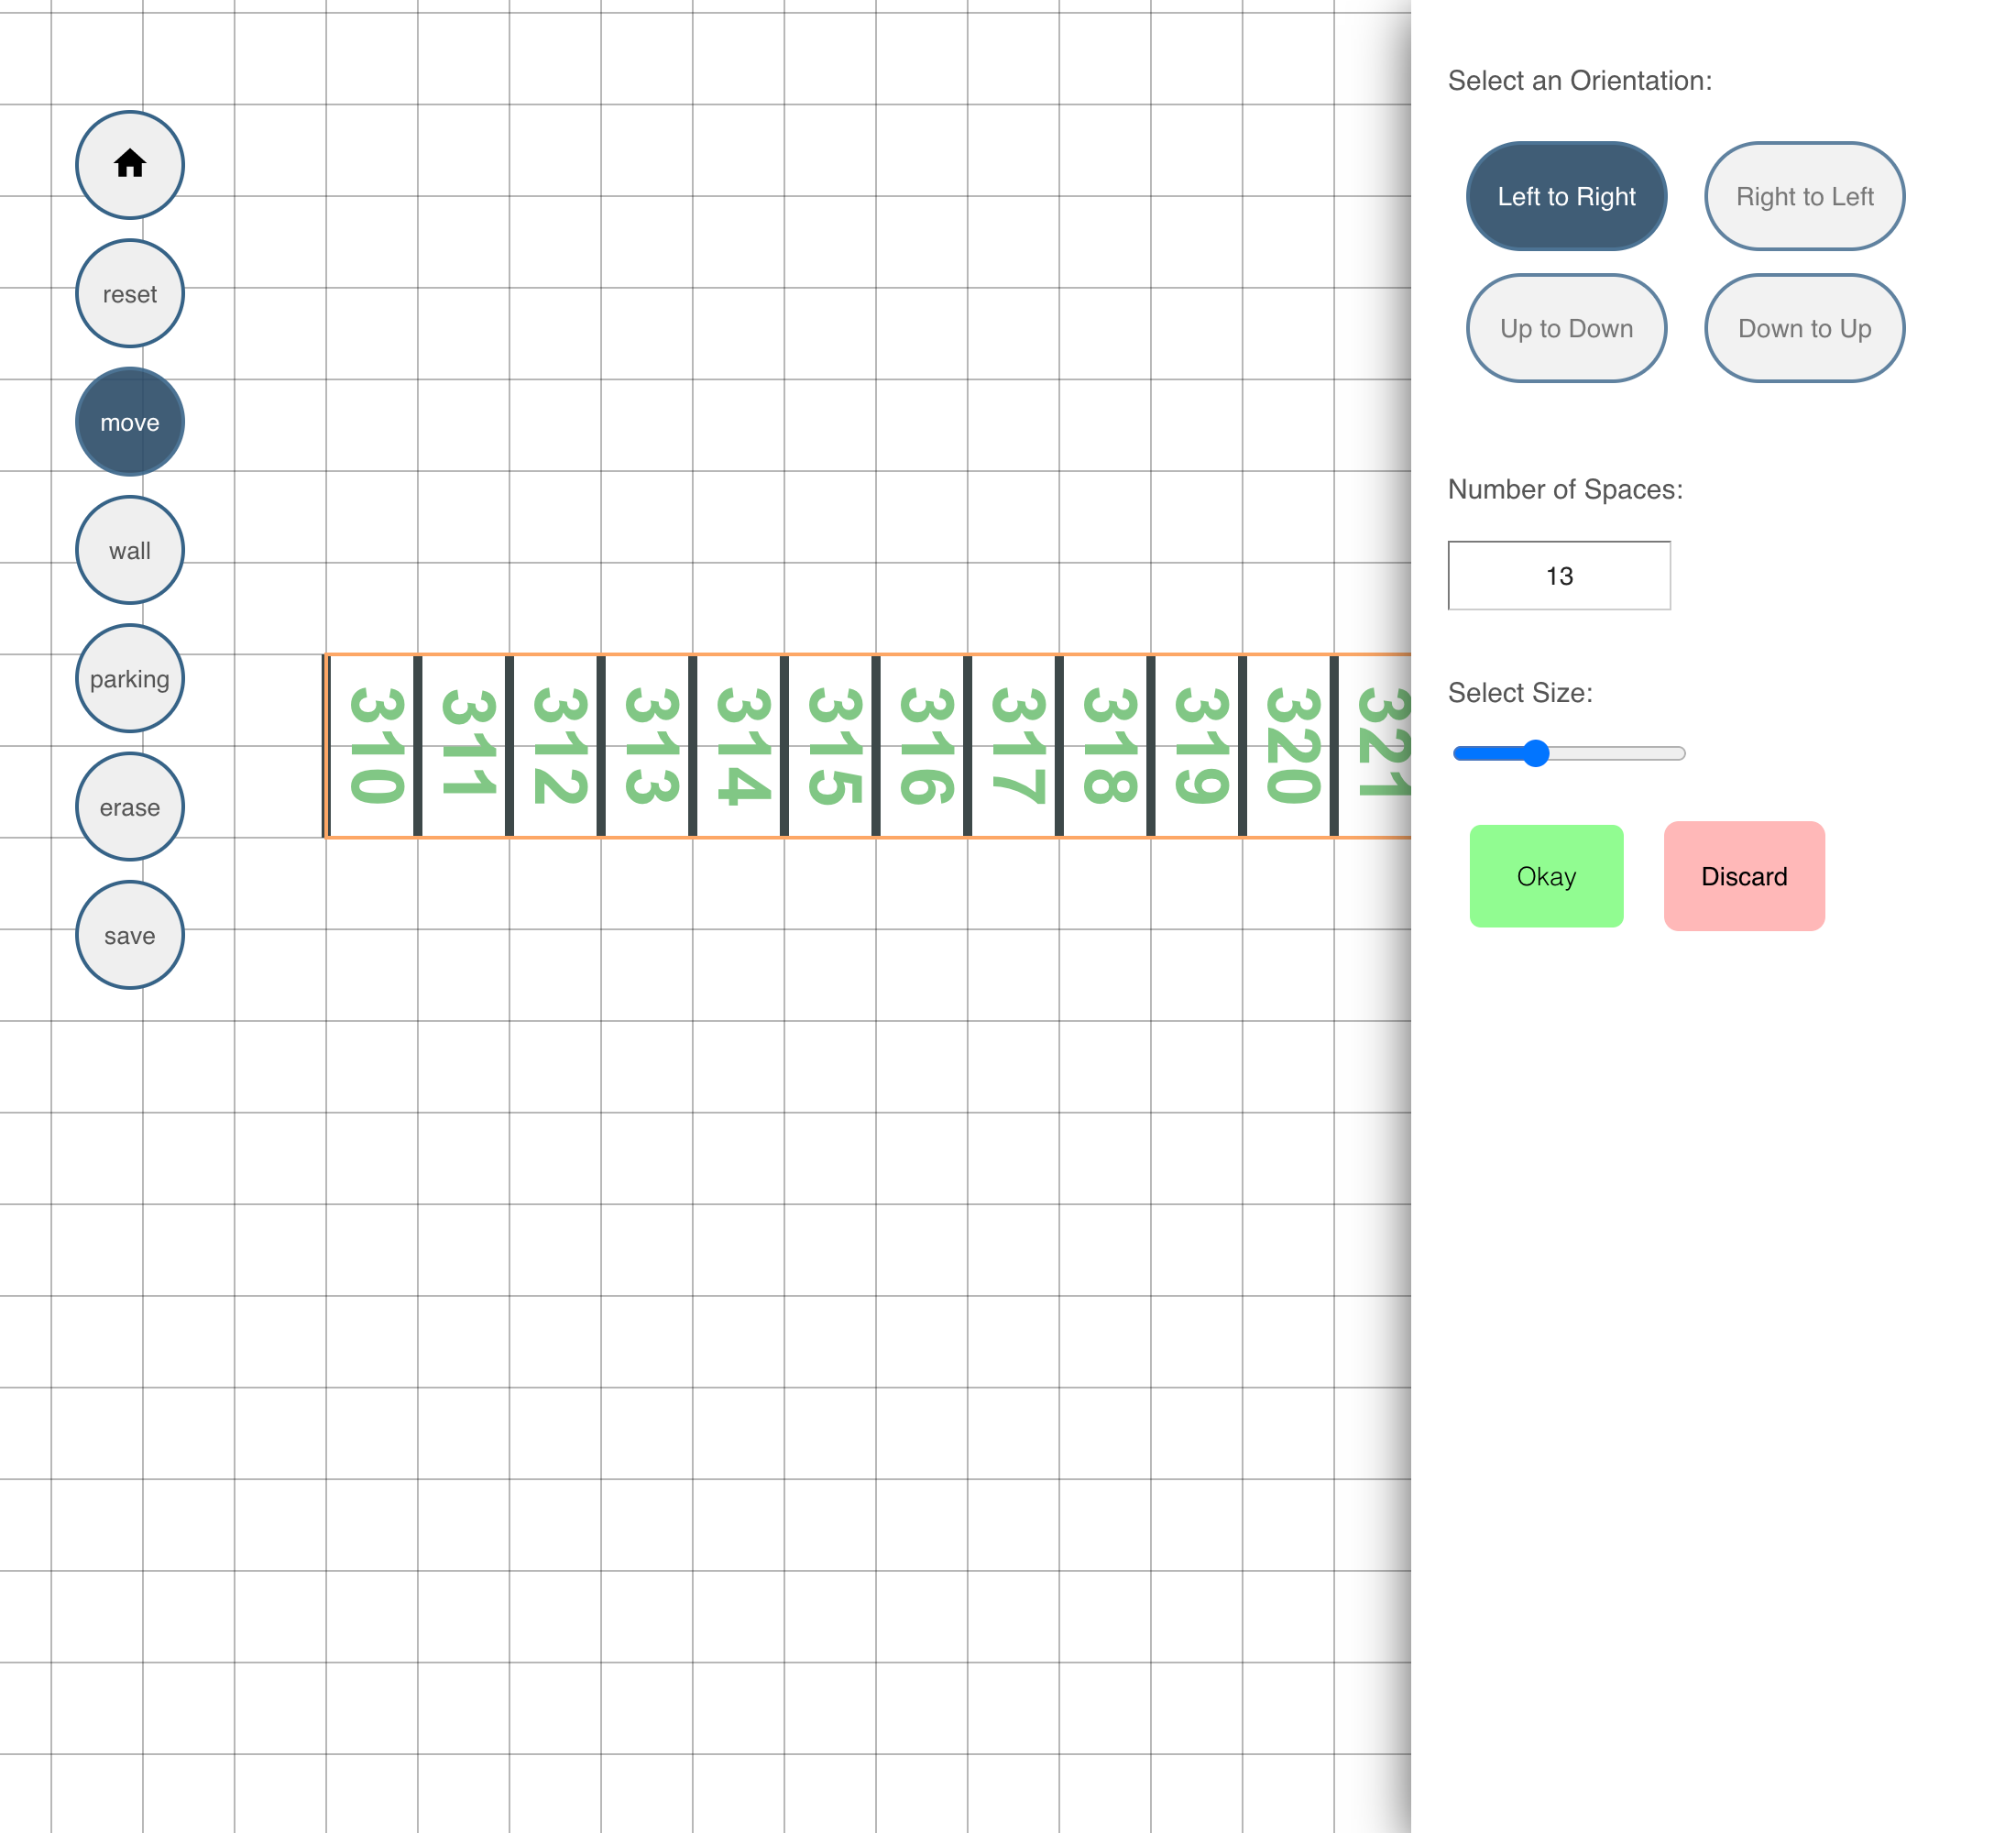 reset
move
wall
parking
erase
save
310
311
312
313
314
315
316
317
318
319
320
321
Select an Orientation:
Left to Right
Right to Left
Up to Down
Down to Up
Number of Spaces:
13
Select Size:
Okay
Discard